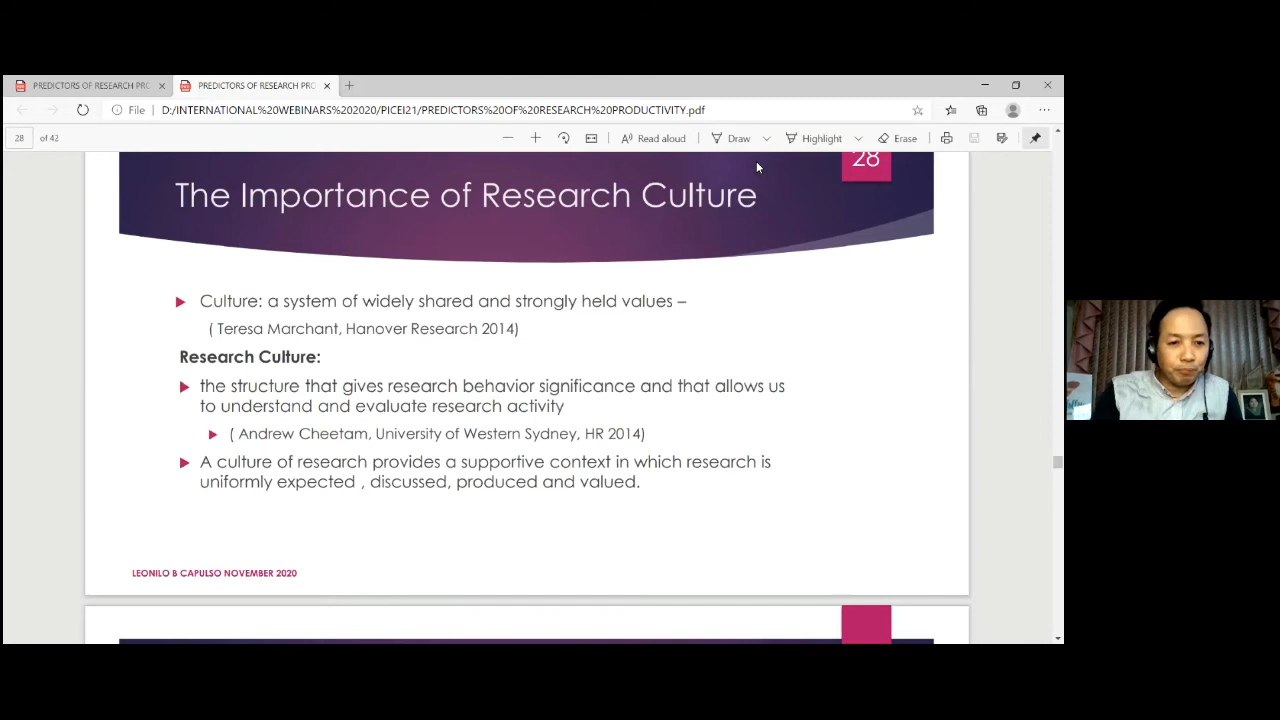 PREDICTORS OF RESEARCH PRO
PREDICTORS OF RESEARCH PRO
File D:/INTERNATIONAL%20WEBINARS%202020/PICEI21/PREDICTORS%20OF%20RESEARCH%20PRODUCTIVITY.pdf
28 of 42 Read aloud Draw Highlight Erase
28
The Importance of Research Culture
Culture: a system of widely shared and strongly held values –
( Teresa Marchant, Hanover Research 2014)
Research Culture:
the structure that gives research behavior significance and that allows us
to understand and evaluate research activity
( Andrew Cheetam, University of Western Sydney, HR 2014)
A culture of research provides a supportive context in which research is
uniformly expected , discussed, produced and valued.
LEONILO B CAPULSO NOVEMBER 2020